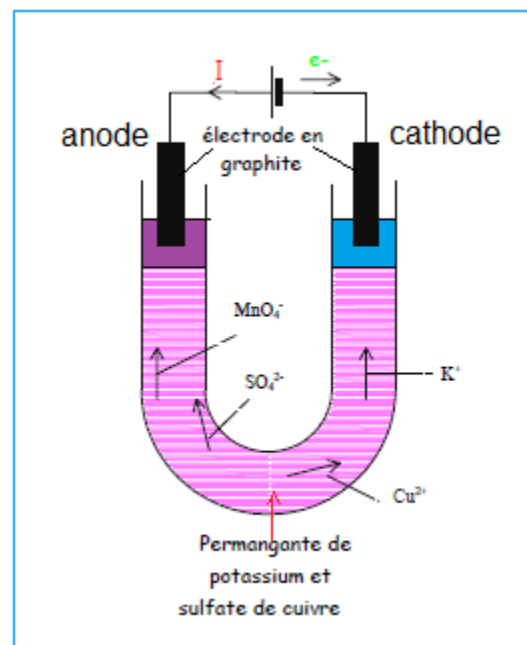 I
e-
anode
cathode
électrode en
graphite
MnO₄⁻
SO₄²⁻
K⁺
Cu²⁺
Permangante de
potassium et
sulfate de cuivre